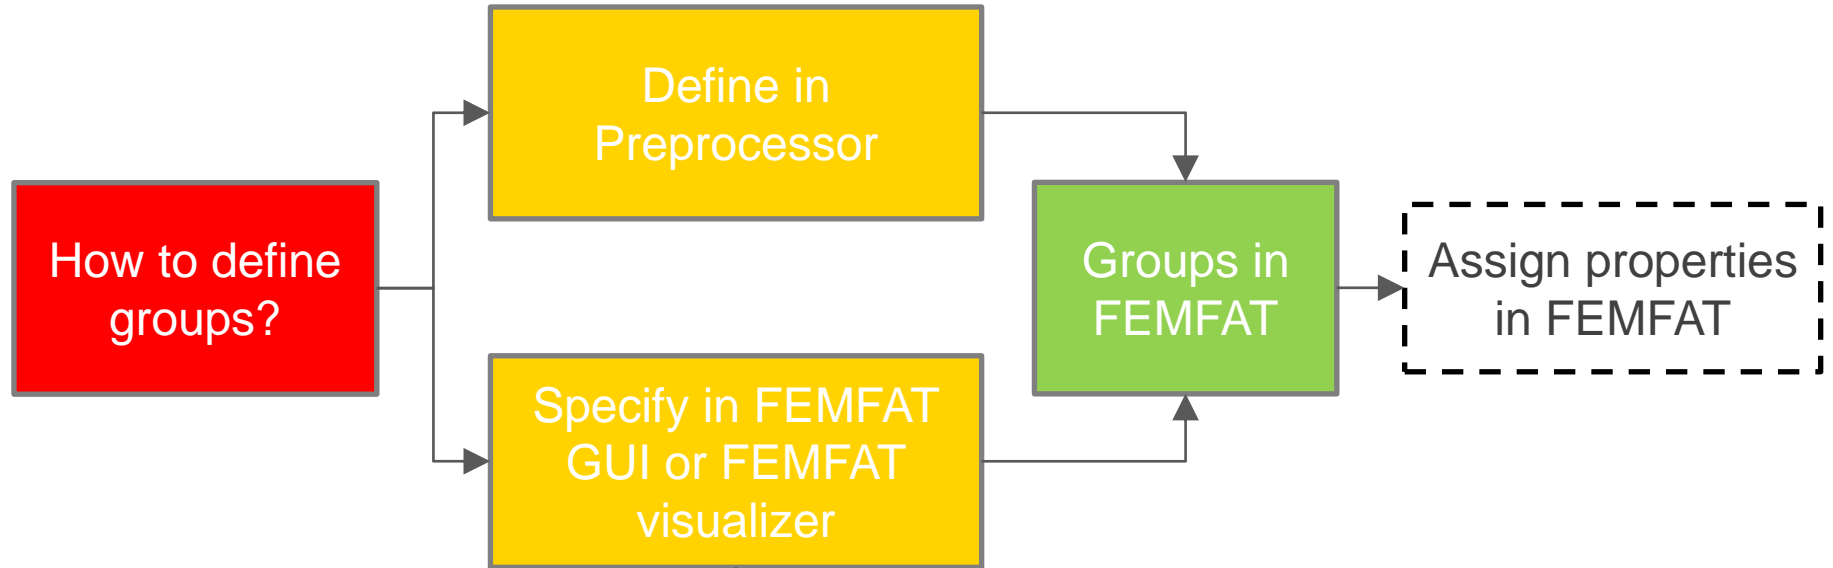 Define in
Preprocessor
How to define
groups?
Groups in
FEMFAT
Assign properties
in FEMFAT
Specify in FEMFAT
GUI or FEMFAT
visualizer